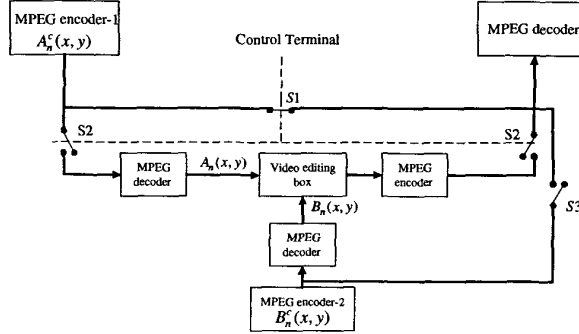 MPEG encoder-1
A_n^c(x, y)
MPEG decoder
Control Terminal
S1
S2
S2
MPEG
decoder
A_n(x, y)
Video editing
box
MPEG
encoder
B_n(x, y)
S3
MPEG
decoder
MPEG encoder-2
B_n^c(x, y)